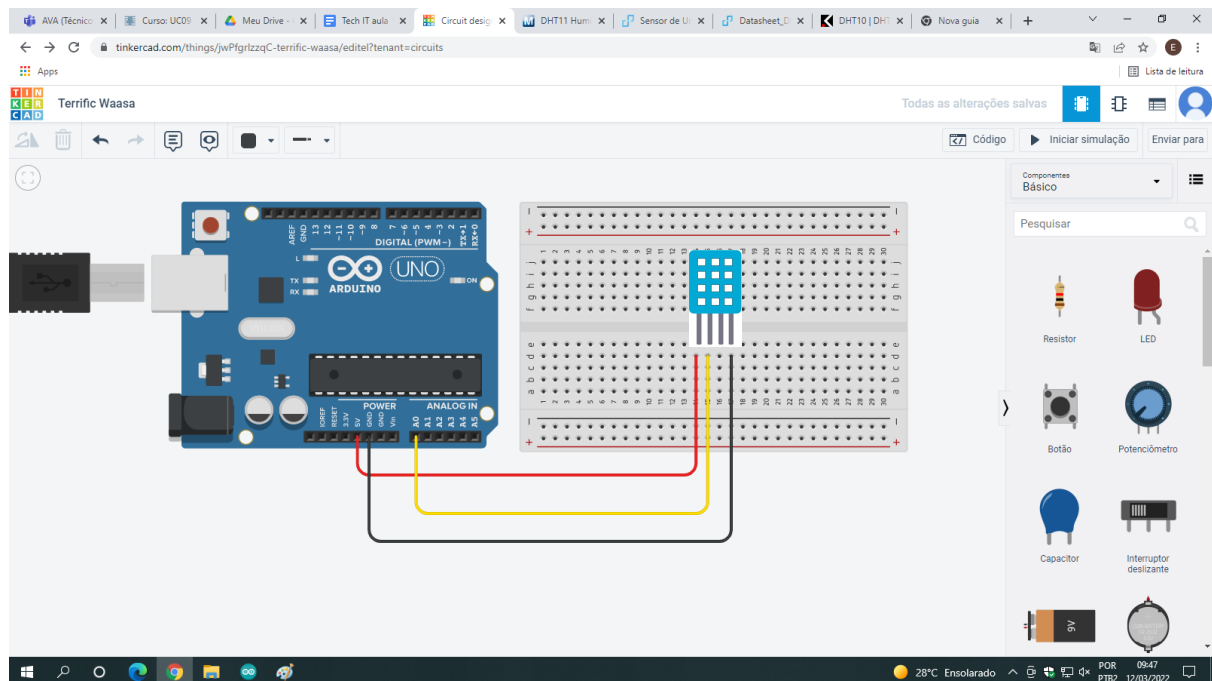 AVA (Técnico
Curso: UC09
Meu Drive -
Tech IT aula
Circuit desig
DHT11 Hum
Sensor de U
Datasheet_D
DHT10 | DHT
Nova guia
tinkercad.com/things/jwPfgrlzzqC-terrific-waasa/editel?tenant=circuits
E
Apps
Lista de leitura
TIN
KER
CAD
Terrific Waasa
Todas as alterações salvas
Código
Iniciar simulação
Enviar para
Componentes
Básico
Pesquisar
AREF
GND
13
12
~11
~10
~9
8
7
~6
~5
4
~3
2
TX→1
RX←0
DIGITAL (PWM~)
L
TX
RX
ARDUINO
UNO
ON
POWER
ANALOG IN
IOREF
RESET
3.3V
5V
GND
GND
Vin
A0
A1
A2
A3
A4
A5
Resistor
LED
Botão
Potenciômetro
Capacitor
Interruptor
deslizante
9V
28°C Ensolarado
POR
PTB2
09:47
12/03/2022